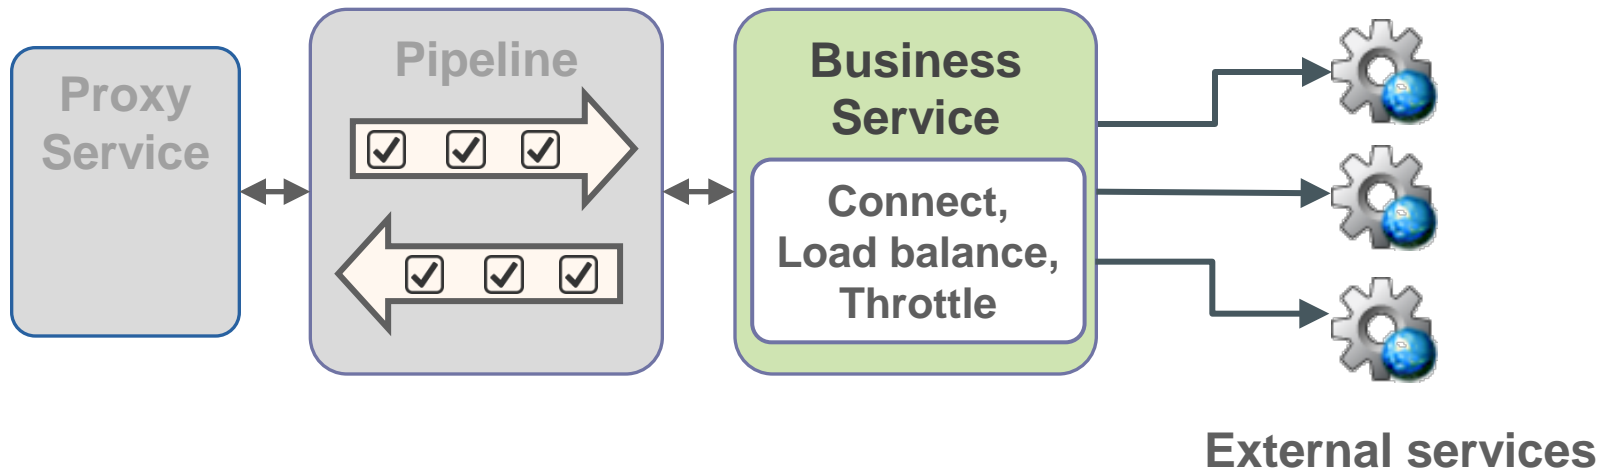 Proxy
Service
Pipeline
Business
Service
Connect,
Load balance,
Throttle
External services